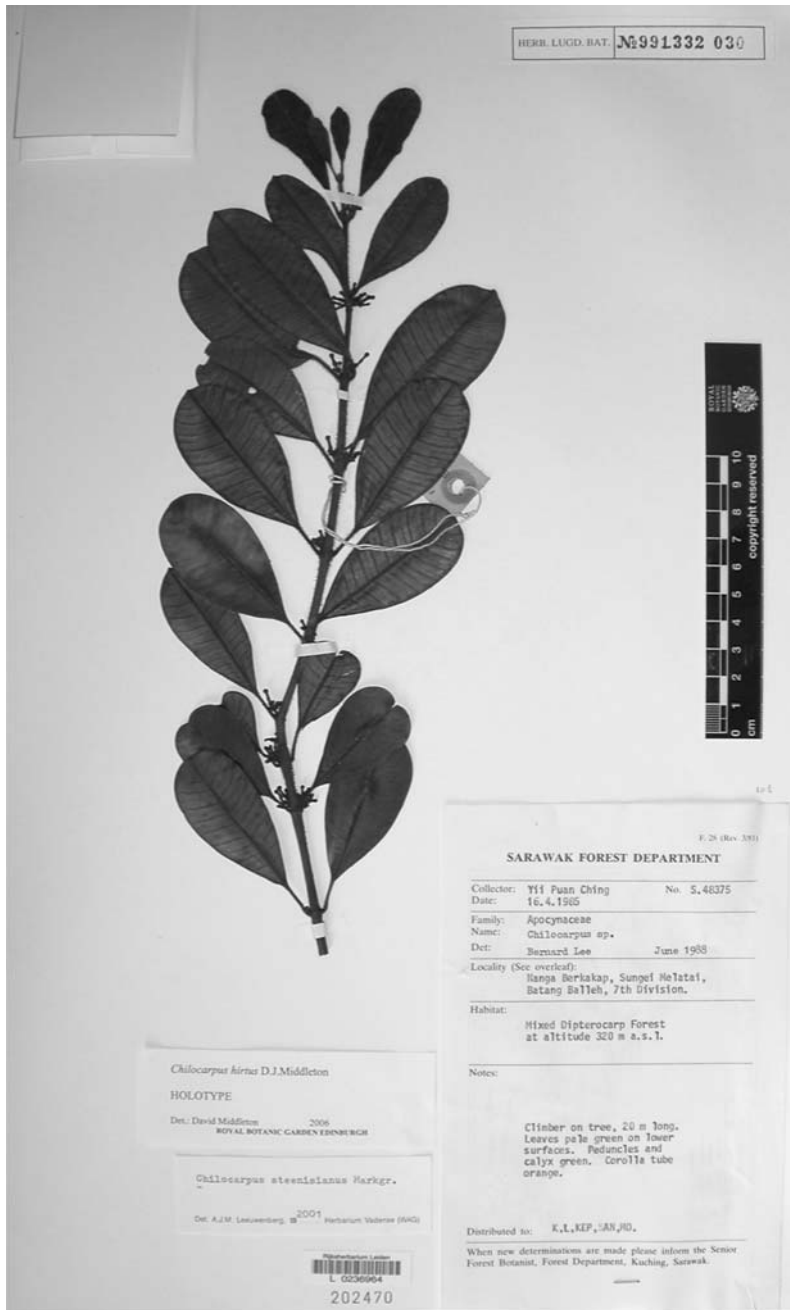 HERB. LUGD. BAT. №991332 030
ROYAL
BOTANIC
GARDEN
0 1 2 3 4 5 6 7 8 9 10
cm
copyright reserved
F. 26 (Rev. 3/81)
SARAWAK FOREST DEPARTMENT
Collector: Yii Puan Ching No. S.48375
Date: 16.4.1985
Family: Apocynaceae
Name: Chilocarpus sp.
Det: Bernard Lee June 1988
Locality (See overleaf):
Nanga Berkakap, Sungei Melatai,
Batang Balleh, 7th Division.
Habitat:
Mixed Dipterocarp Forest
at altitude 320 m a.s.l.
Notes:
Climber on tree, 20 m long.
Leaves pale green on lower
surfaces. Peduncles and
calyx green. Corolla tube
orange.
Distributed to: K,L,KEP,SAN,MO.
When new determinations are made please inform the Senior
Forest Botanist, Forest Department, Kuching, Sarawak.
Chilocarpus hirtus D.J.Middleton
HOLOTYPE
Det.: David Middleton 2006
ROYAL BOTANIC GARDEN EDINBURGH
Chilocarpus steenisianus Markgr.
Det. A.J.M. Leeuwenberg, 2001 Herbarium Vadense (WAG)
Rijksherbarium Leiden
L 0236964
202470